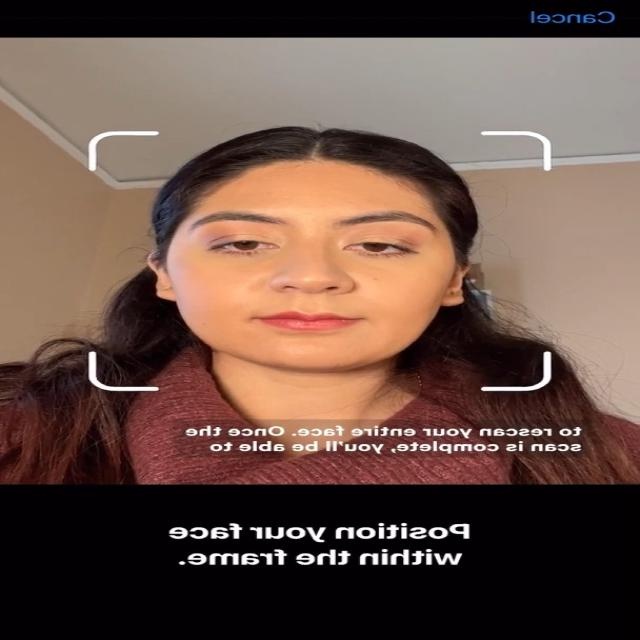 Cancel
to rescan your entire face. Once the
scan is complete, you'll be able to
Position your face
within the frame.